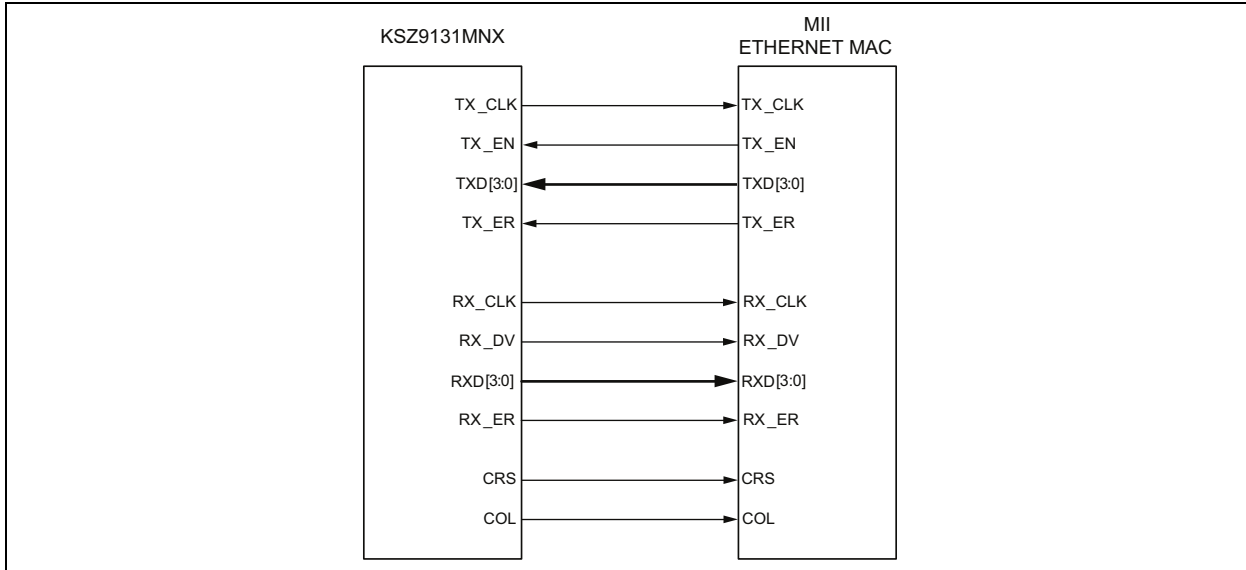 KSZ9131MNX
MII
ETHERNET MAC
TX_CLK TX_CLK
TX_EN TX_EN
TXD[3:0] TXD[3:0]
TX_ER TX_ER
RX_CLK RX_CLK
RX_DV RX_DV
RXD[3:0] RXD[3:0]
RX_ER RX_ER
CRS CRS
COL COL